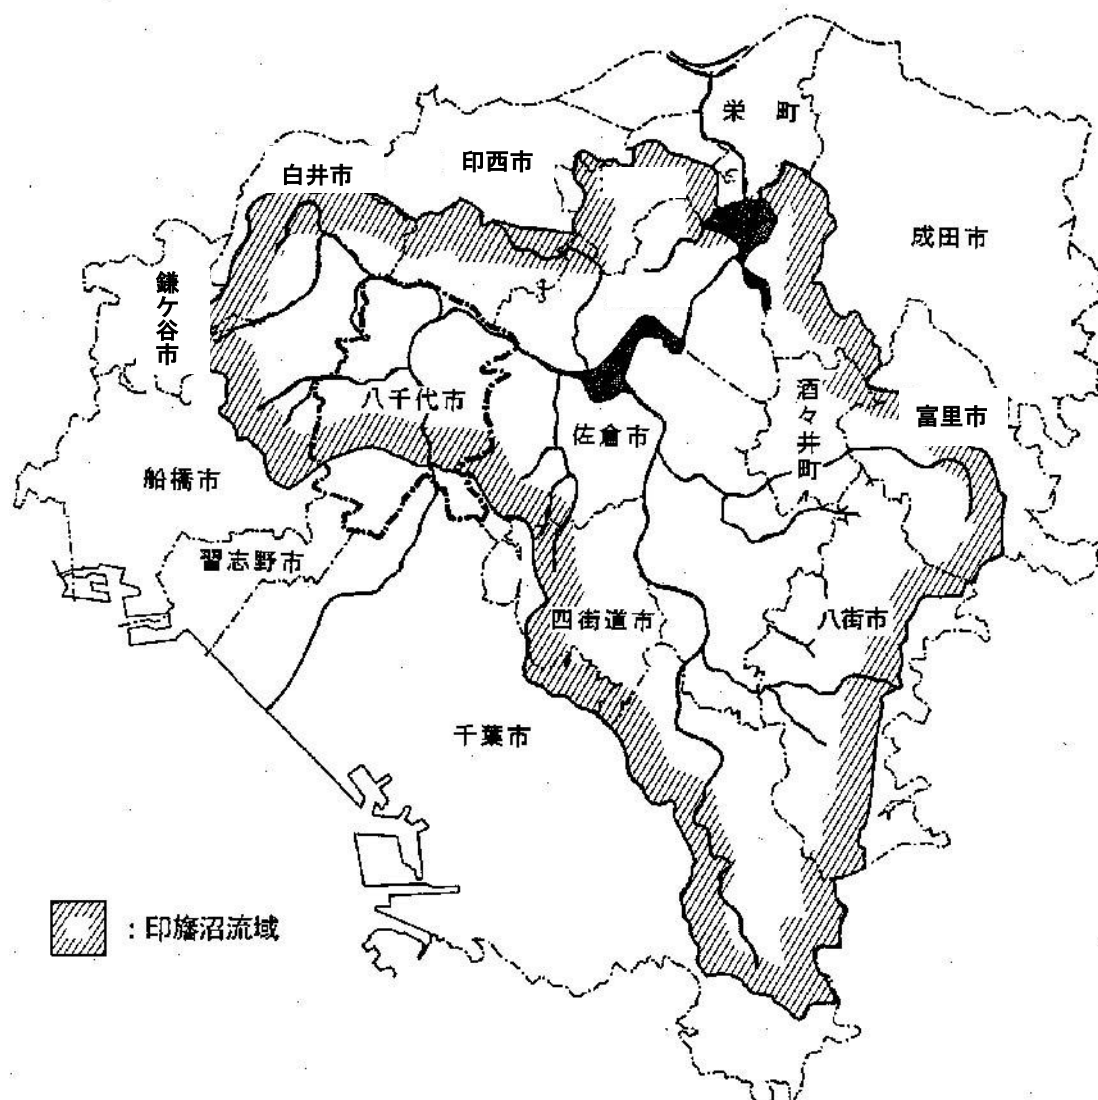 栄町
印西市
白井市
成田市
鎌ケ谷市
八千代市
酒々井町
富里市
佐倉市
船橋市
習志野市
四街道市
八街市
千葉市
：印旛沼流域